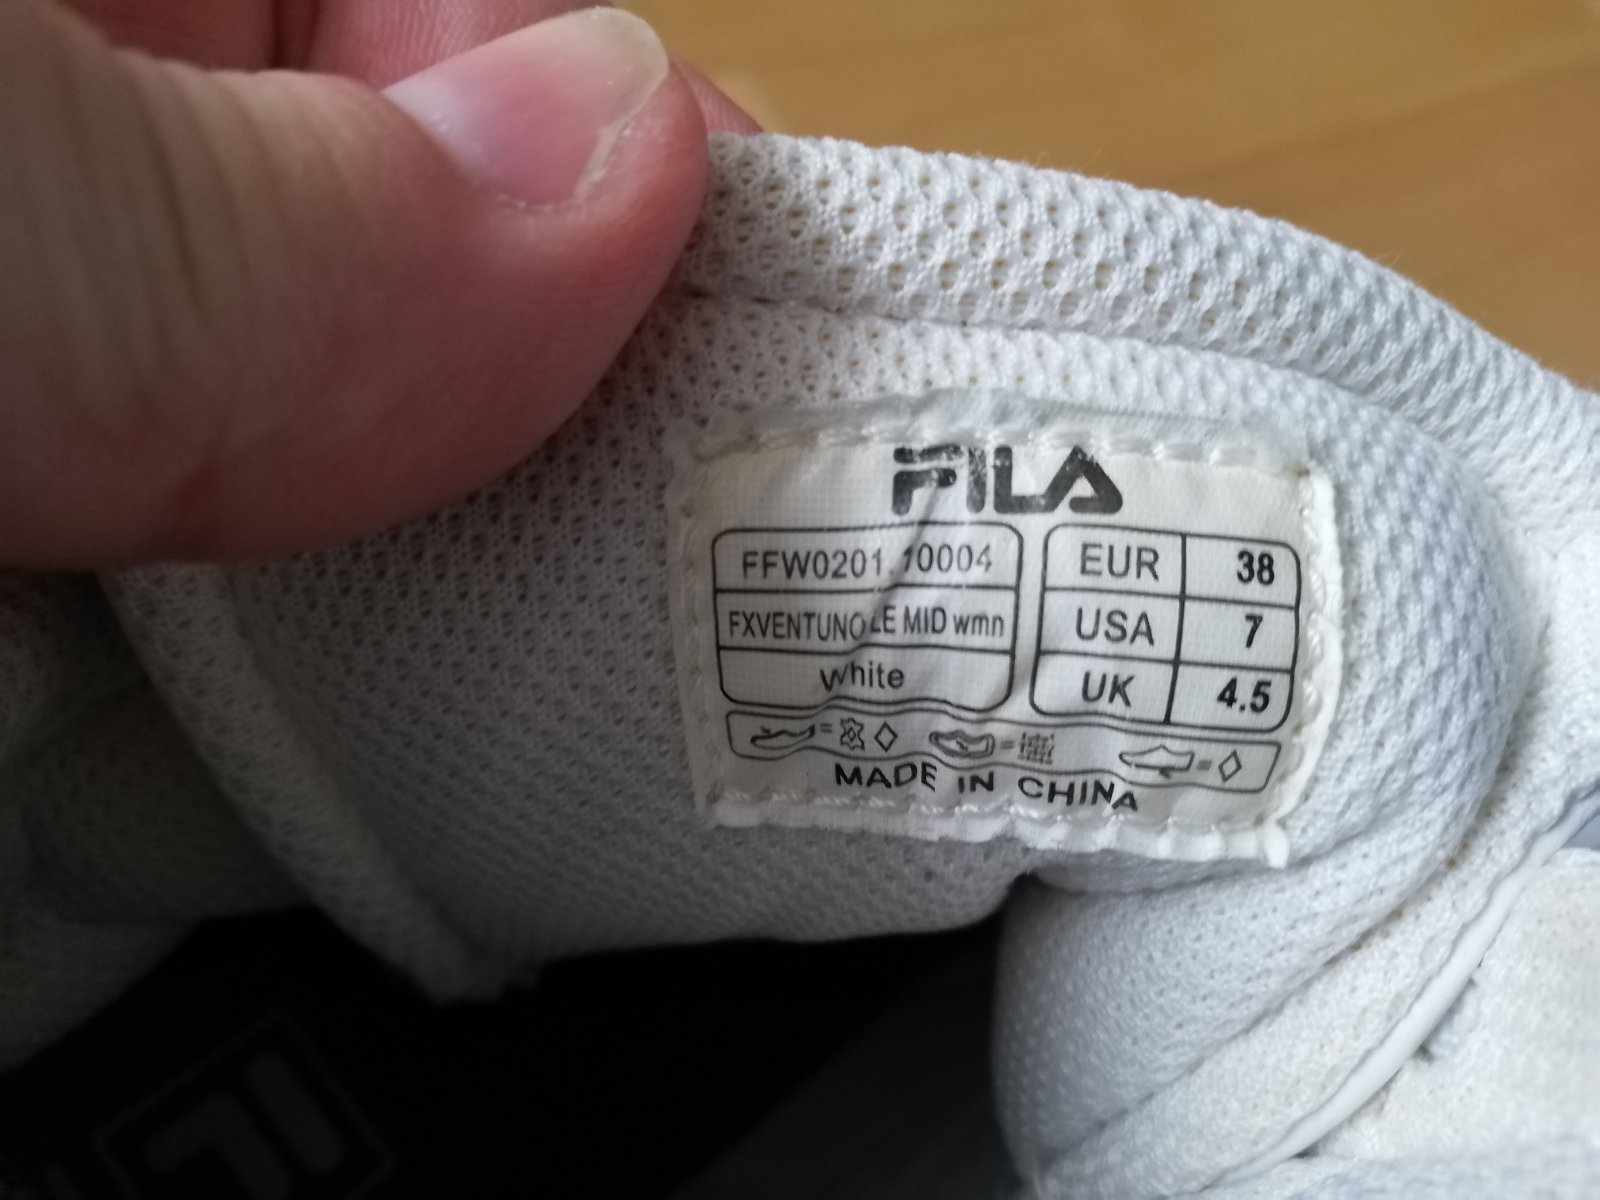 FILA
FFW0201.10004
FXVENTUNO LE MID wmn
White
EUR 38
USA 7
UK 4.5
= =  =
MADE IN CHINA
F